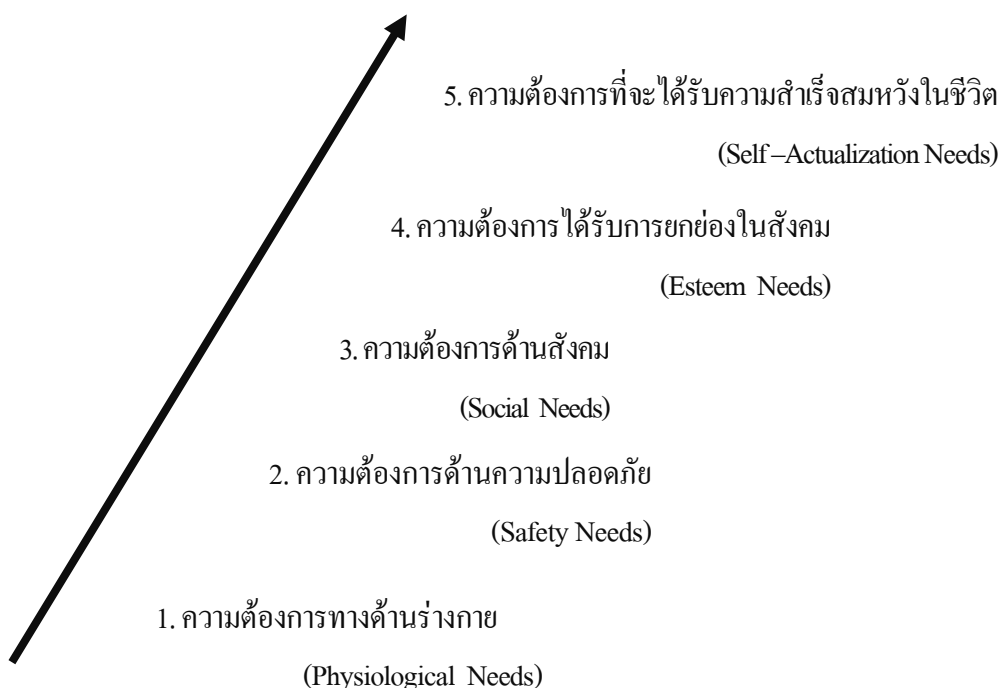 5. ความต้องการที่จะได้รับความสำเร็จสมหวังในชีวิต
(Self –Actualization Needs)
4. ความต้องการได้รับการยกย่องในสังคม
(Esteem Needs)
3. ความต้องการด้านสังคม
(Social Needs)
2. ความต้องการด้านความปลอดภัย
(Safety Needs)
1. ความต้องการทางด้านร่างกาย
(Physiological Needs)